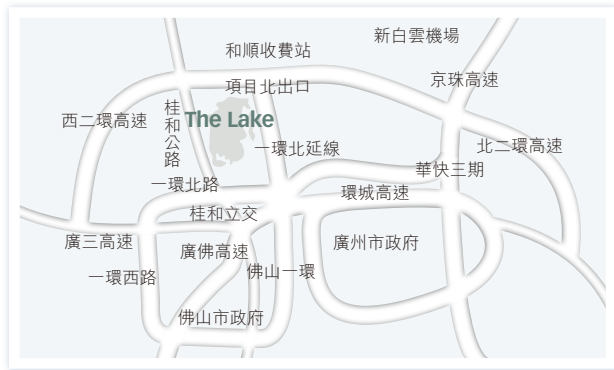 新白雲機場
和順收費站
京珠高速
項目北出口
西二環高速
桂和公路
The Lake
一環北延線
北二環高速
華快三期
一環北路
環城高速
桂和立交
廣三高速
廣佛高速
廣州市政府
一環西路
佛山一環
佛山市政府